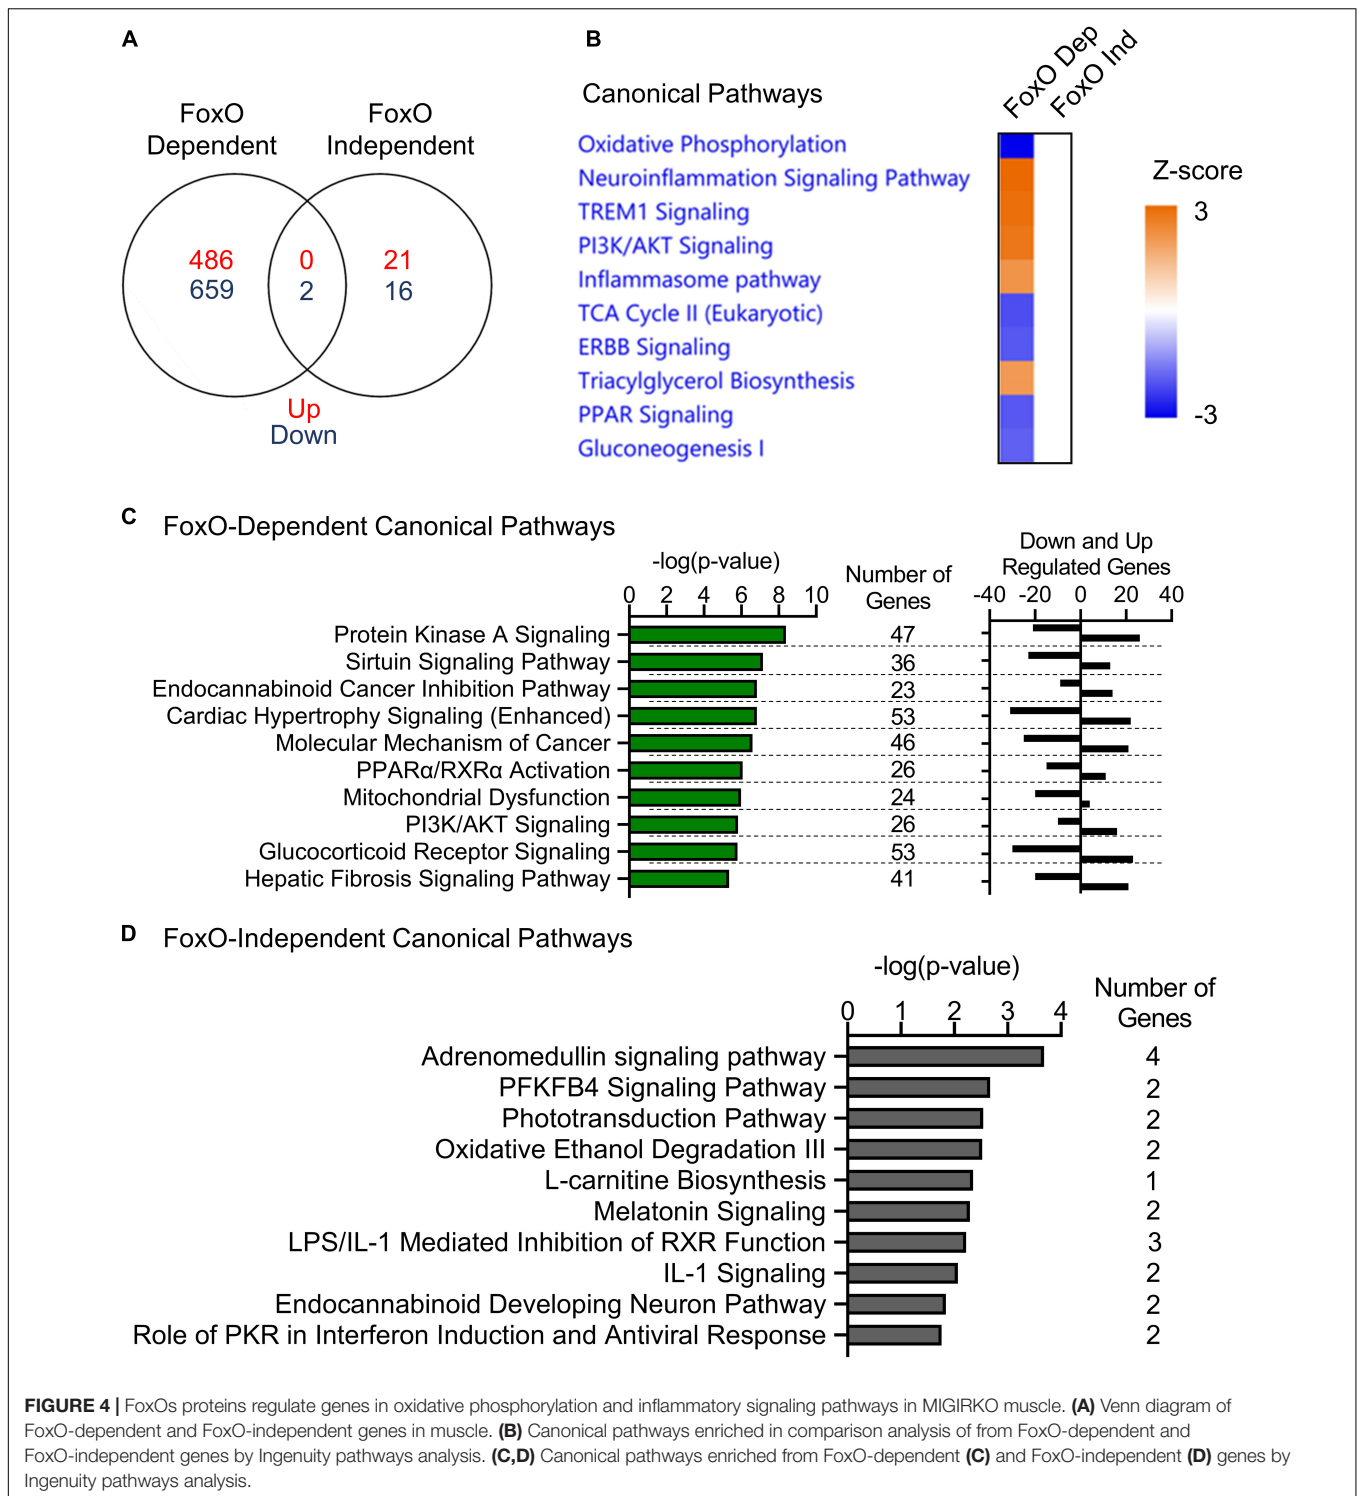 A
FoxO
Dependent
FoxO
Independent
486
659
0
2
21
16
Up
Down
B
Canonical Pathways
FoxO Dep
FoxO Ind
Oxidative Phosphorylation
Neuroinflammation Signaling Pathway
TREM1 Signaling
PI3K/AKT Signaling
Inflammasome pathway
TCA Cycle II (Eukaryotic)
ERBB Signaling
Triacylglycerol Biosynthesis
PPAR Signaling
Gluconeogenesis I
Z-score
3
-3
C
FoxO-Dependent Canonical Pathways
-log(p-value)
0 2 4 6 8 10
Number of
Genes
Down and Up
Regulated Genes
-40 -20 0 20 40
Protein Kinase A Signaling 47
Sirtuin Signaling Pathway 36
Endocannabinoid Cancer Inhibition Pathway 23
Cardiac Hypertrophy Signaling (Enhanced) 53
Molecular Mechanism of Cancer 46
PPARα/RXRα Activation 26
Mitochondrial Dysfunction 24
PI3K/AKT Signaling 26
Glucocorticoid Receptor Signaling 53
Hepatic Fibrosis Signaling Pathway 41
D
FoxO-Independent Canonical Pathways
-log(p-value)
0 1 2 3 4
Number of
Genes
Adrenomedullin signaling pathway 4
PFKFB4 Signaling Pathway 2
Phototransduction Pathway 2
Oxidative Ethanol Degradation III 2
L-carnitine Biosynthesis 1
Melatonin Signaling 2
LPS/IL-1 Mediated Inhibition of RXR Function 3
IL-1 Signaling 2
Endocannabinoid Developing Neuron Pathway 2
Role of PKR in Interferon Induction and Antiviral Response 2
FIGURE 4 | FoxOs proteins regulate genes in oxidative phosphorylation and inflammatory signaling pathways in MIGIRKO muscle. (A) Venn diagram of
FoxO-dependent and FoxO-independent genes in muscle. (B) Canonical pathways enriched in comparison analysis of from FoxO-dependent and
FoxO-independent genes by Ingenuity pathways analysis. (C,D) Canonical pathways enriched from FoxO-dependent (C) and FoxO-independent (D) genes by
Ingenuity pathways analysis.